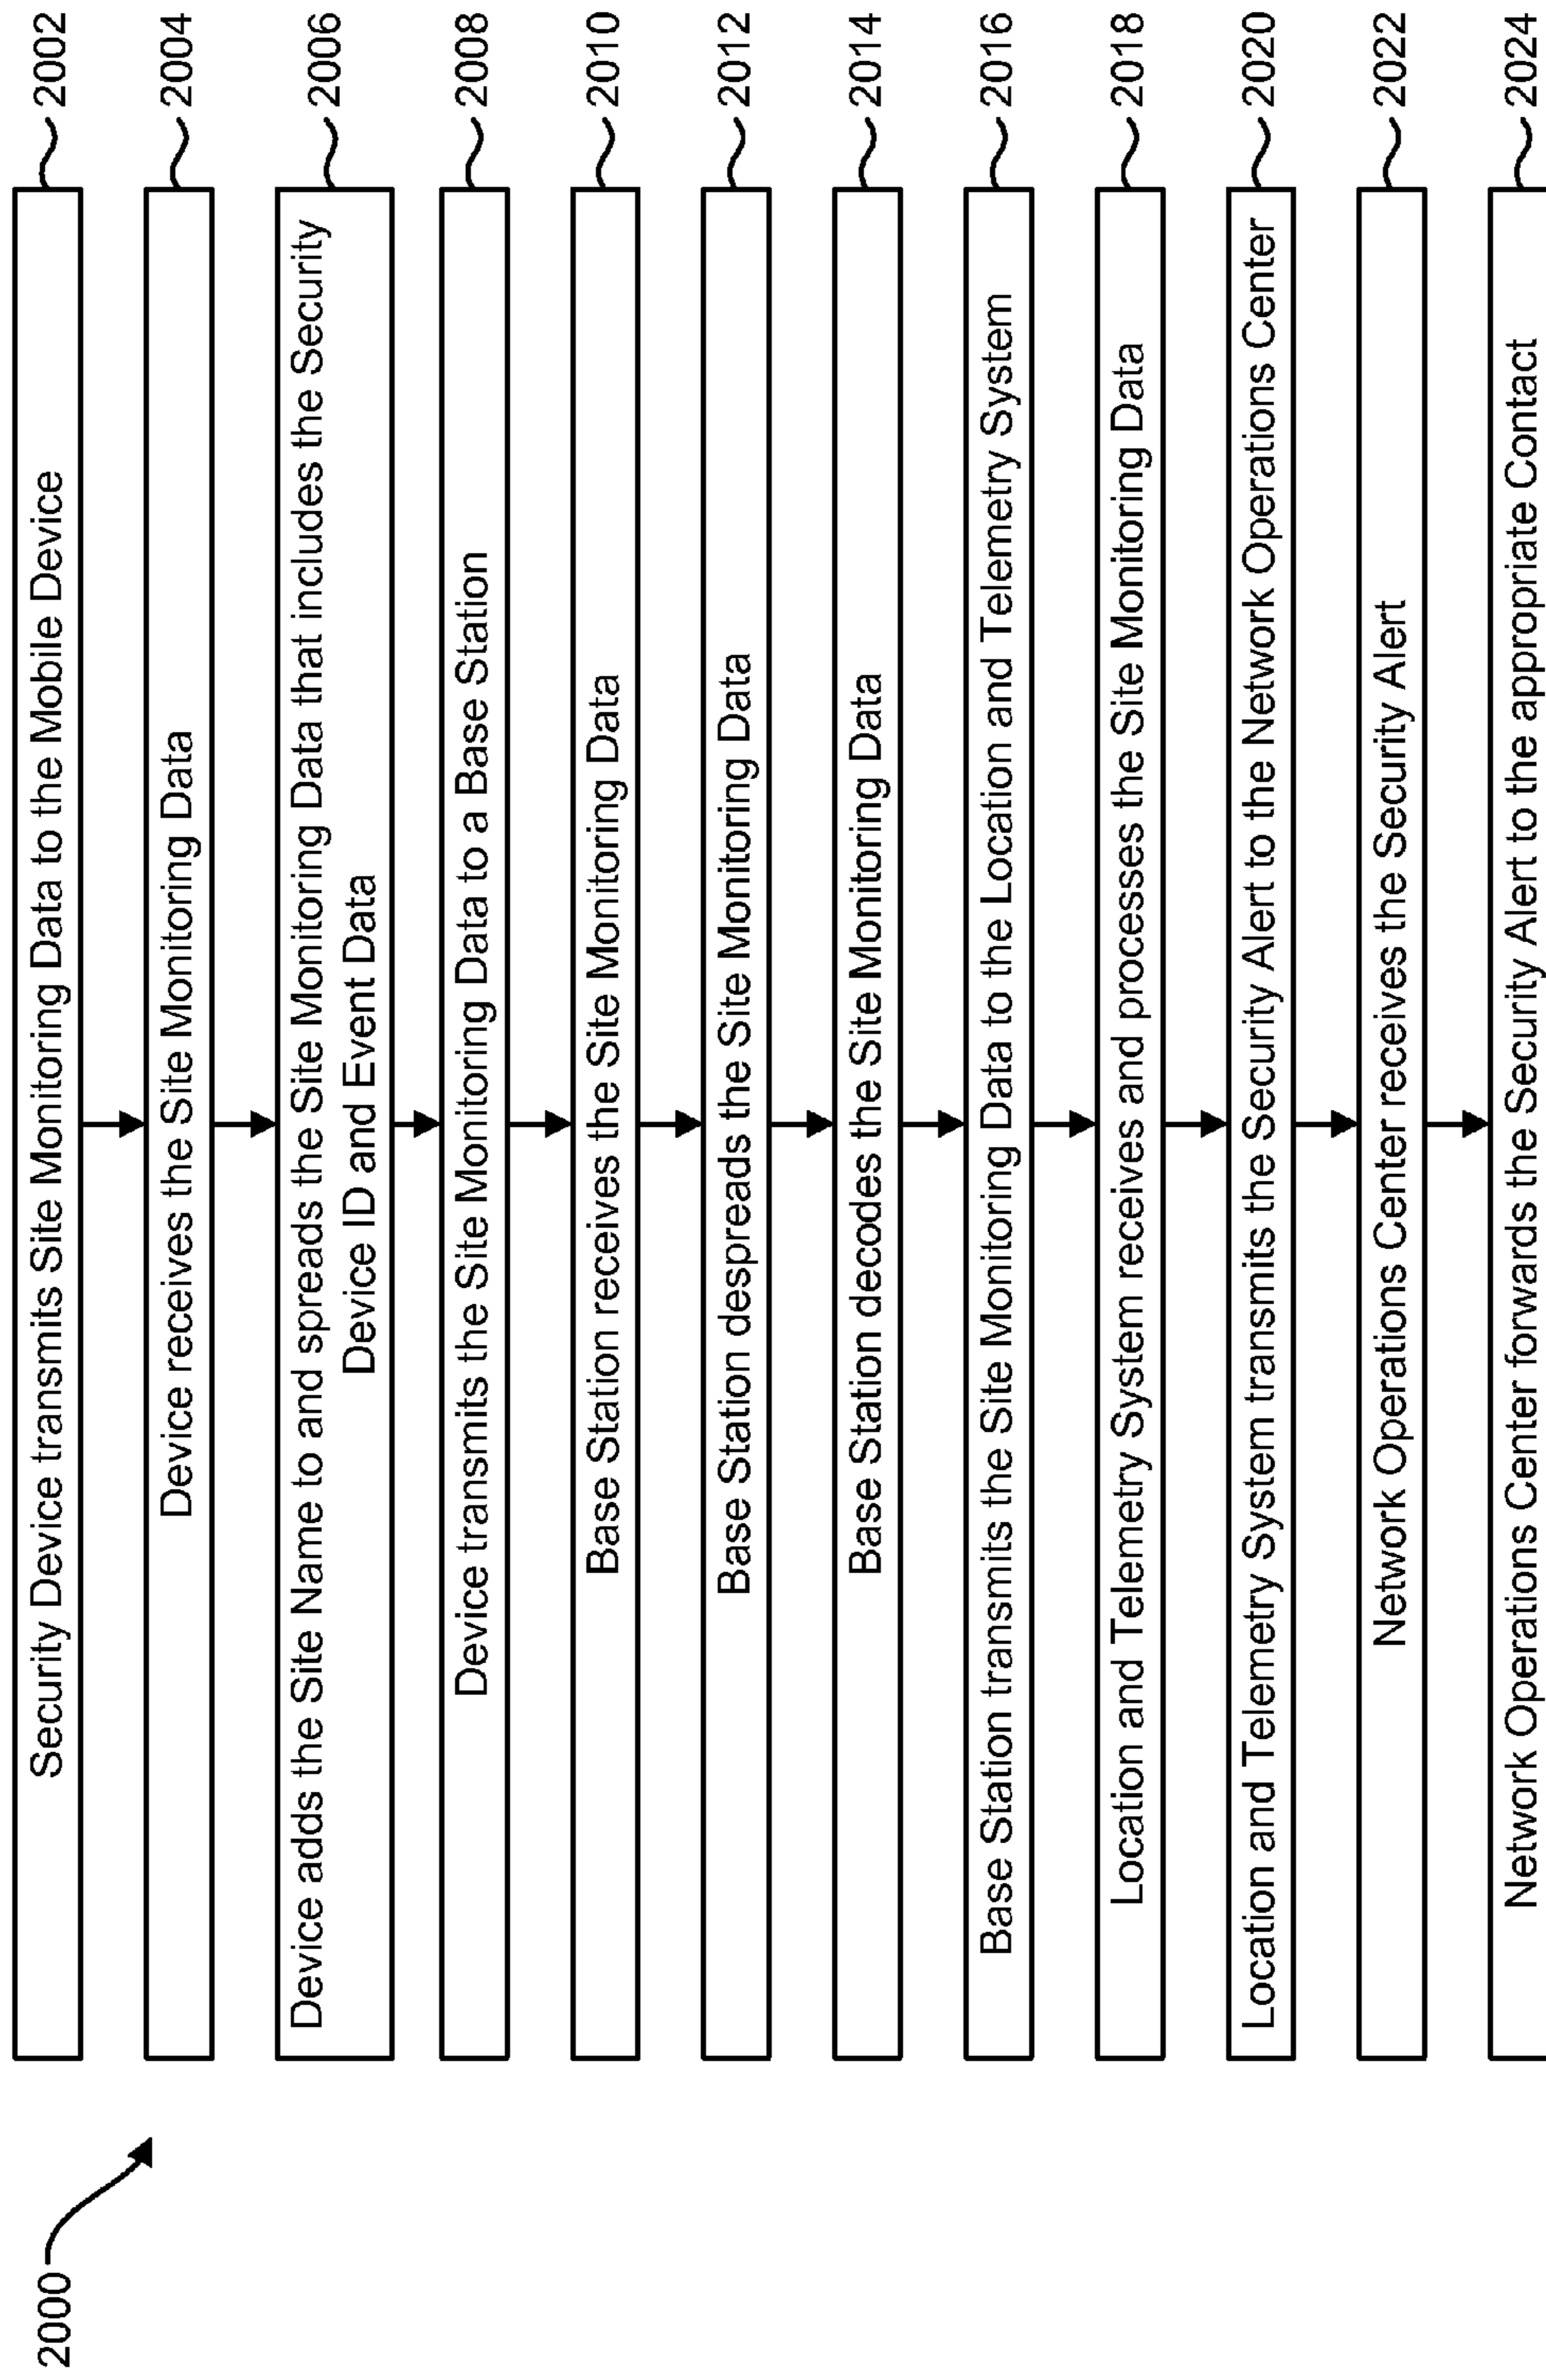 2000
Security Device transmits Site Monitoring Data to the Mobile Device
2002
Device receives the Site Monitoring Data
2004
Device adds the Site Name to and spreads the Site Monitoring Data that includes the Security
Device ID and Event Data
2006
Device transmits the Site Monitoring Data to a Base Station
2008
Base Station receives the Site Monitoring Data
2010
Base Station despreads the Site Monitoring Data
2012
Base Station decodes the Site Monitoring Data
2014
Base Station transmits the Site Monitoring Data to the Location and Telemetry System
2016
Location and Telemetry System receives and processes the Site Monitoring Data
2018
Location and Telemetry System transmits the Security Alert to the Network Operations Center
2020
Network Operations Center receives the Security Alert
2022
Network Operations Center forwards the Security Alert to the appropriate Contact
2024